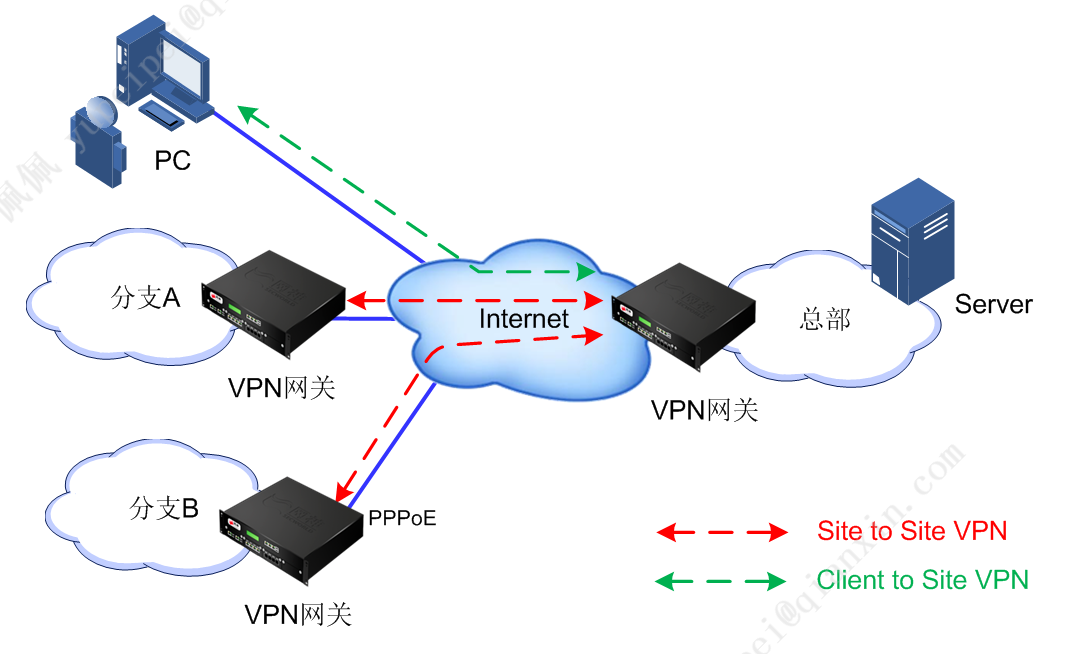 PC
分支A
VPN网关
Internet
VPN网关
总部
Server
分支B
PPPoE
VPN网关
Site to Site VPN
Client to Site VPN